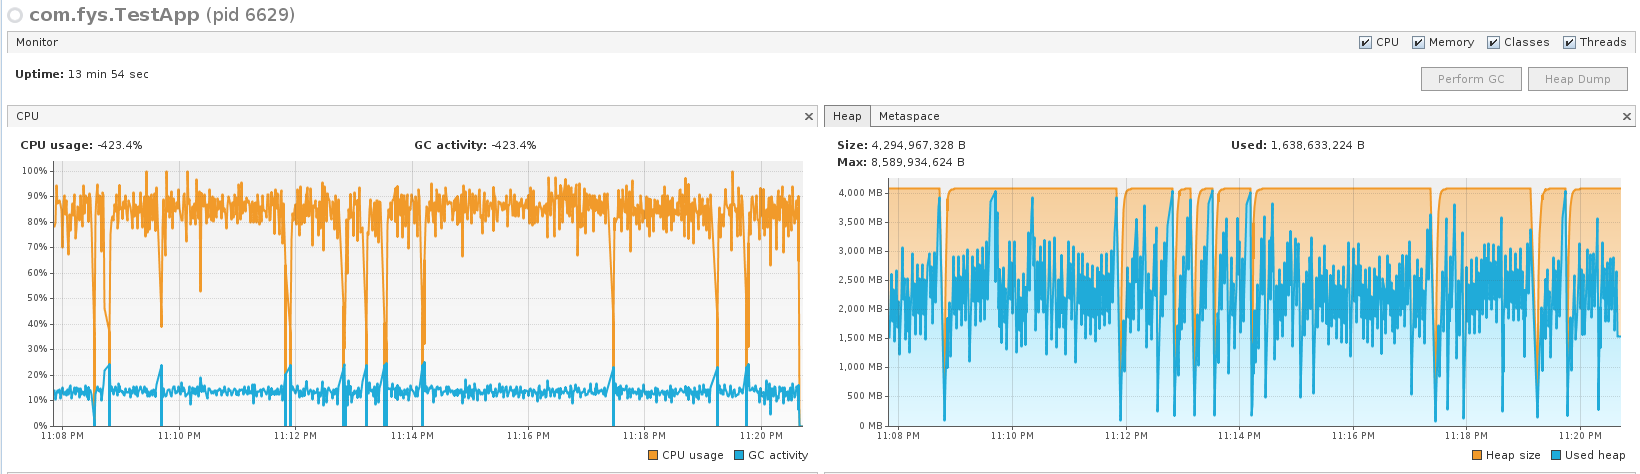 com.fys.TestApp (pid 6629)
Monitor
CPU Memory Classes Threads
Uptime: 13 min 54 sec
Perform GC Heap Dump
CPU
CPU usage: -423.4% GC activity: -423.4%
100%
90%
80%
70%
60%
50%
40%
30%
20%
10%
0%
11:08 PM 11:10 PM 11:12 PM 11:14 PM 11:16 PM 11:18 PM 11:20 PM
CPU usage GC activity
Heap Metaspace
Size: 4,294,967,328 B Used: 1,638,633,224 B
Max: 8,589,934,624 B
4,000 MB
3,500 MB
3,000 MB
2,500 MB
2,000 MB
1,500 MB
1,000 MB
500 MB
0 MB
11:08 PM 11:10 PM 11:12 PM 11:14 PM 11:16 PM 11:18 PM 11:20 PM
Heap size Used heap